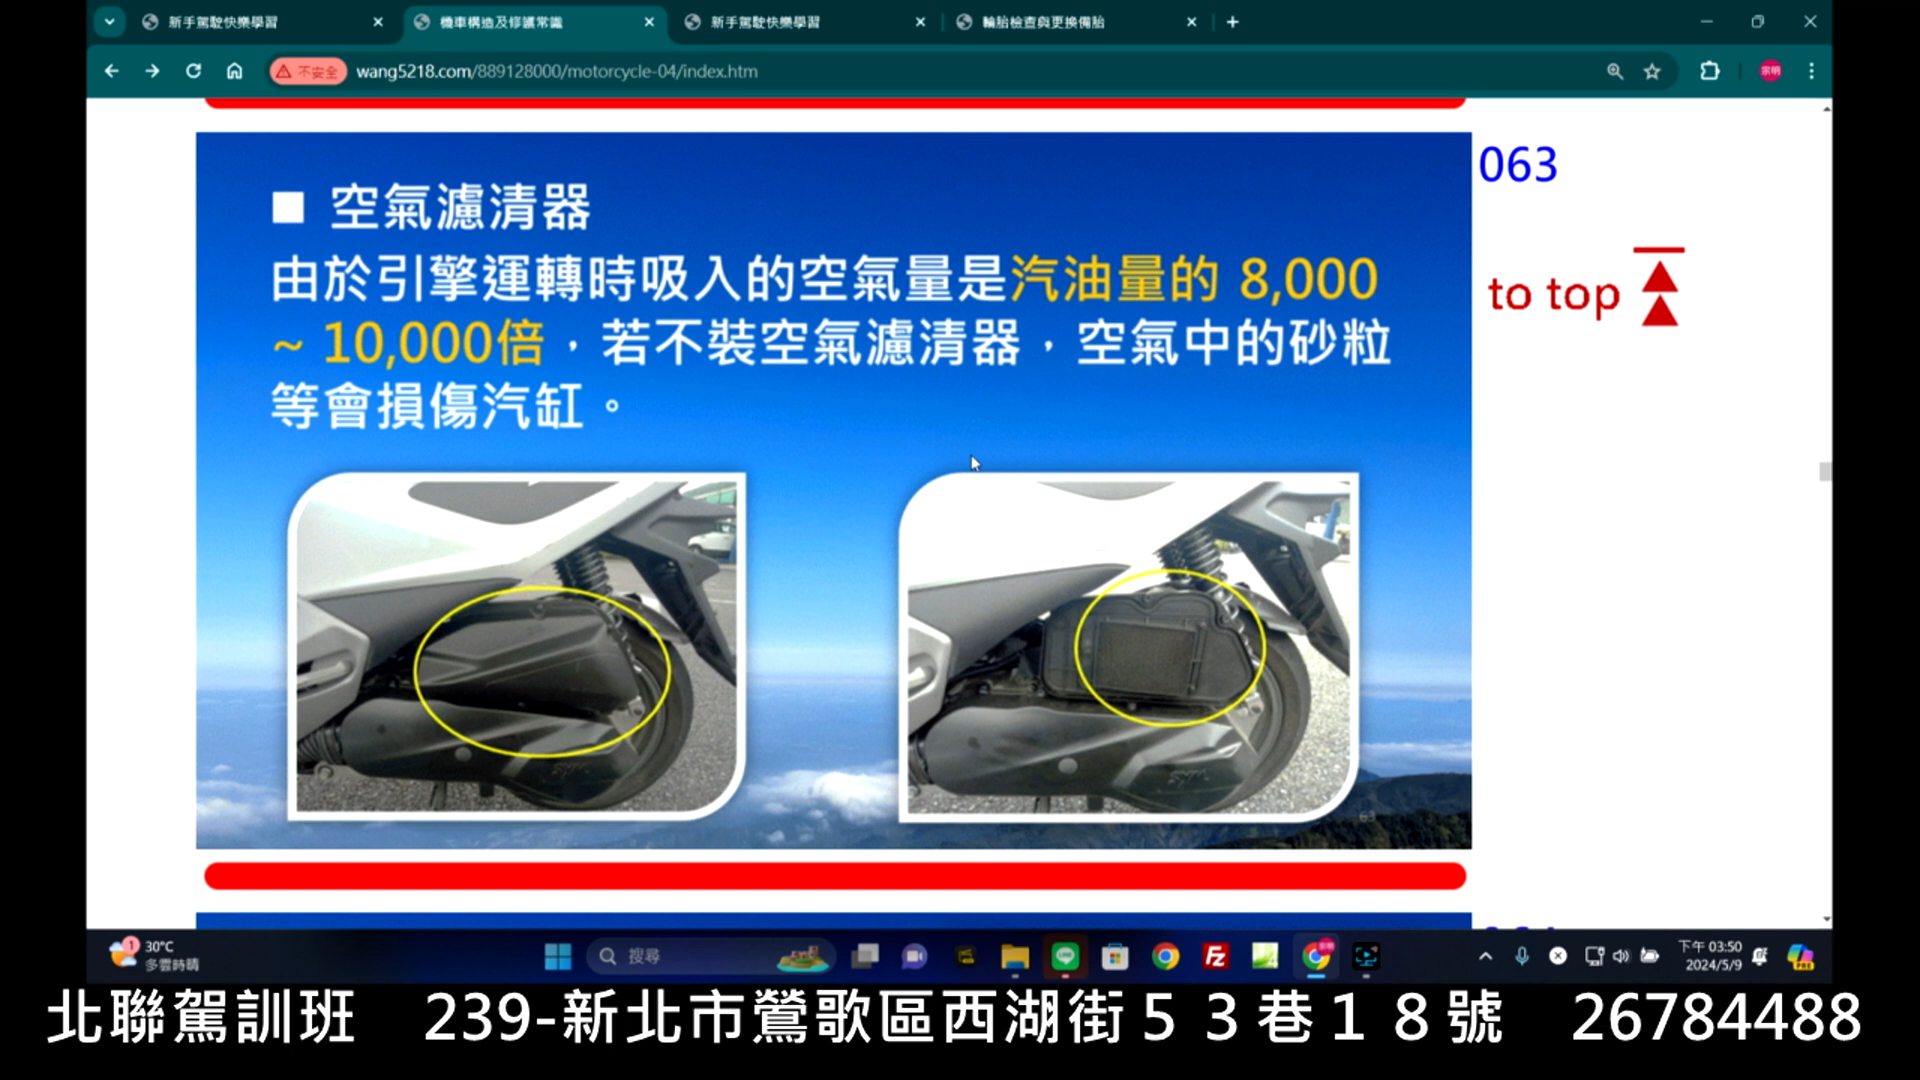 新手駕駛快樂學習
機車構造及修護常識
新手駕駛快樂學習
輪胎檢查與更換備胎
不安全 wang5218.com/889128000/motorcycle-04/index.htm
宗明
063
■ 空氣濾清器
由於引擎運轉時吸入的空氣量是汽油量的 8,000
~ 10,000倍，若不裝空氣濾清器，空氣中的砂粒
等會損傷汽缸。
to top
SYM
SYM
63
1
30°C
多雲時晴
搜尋
下午 03:50
2024/5/9
北聯駕訓班 239-新北市鶯歌區西湖街５３巷１８號 26784488